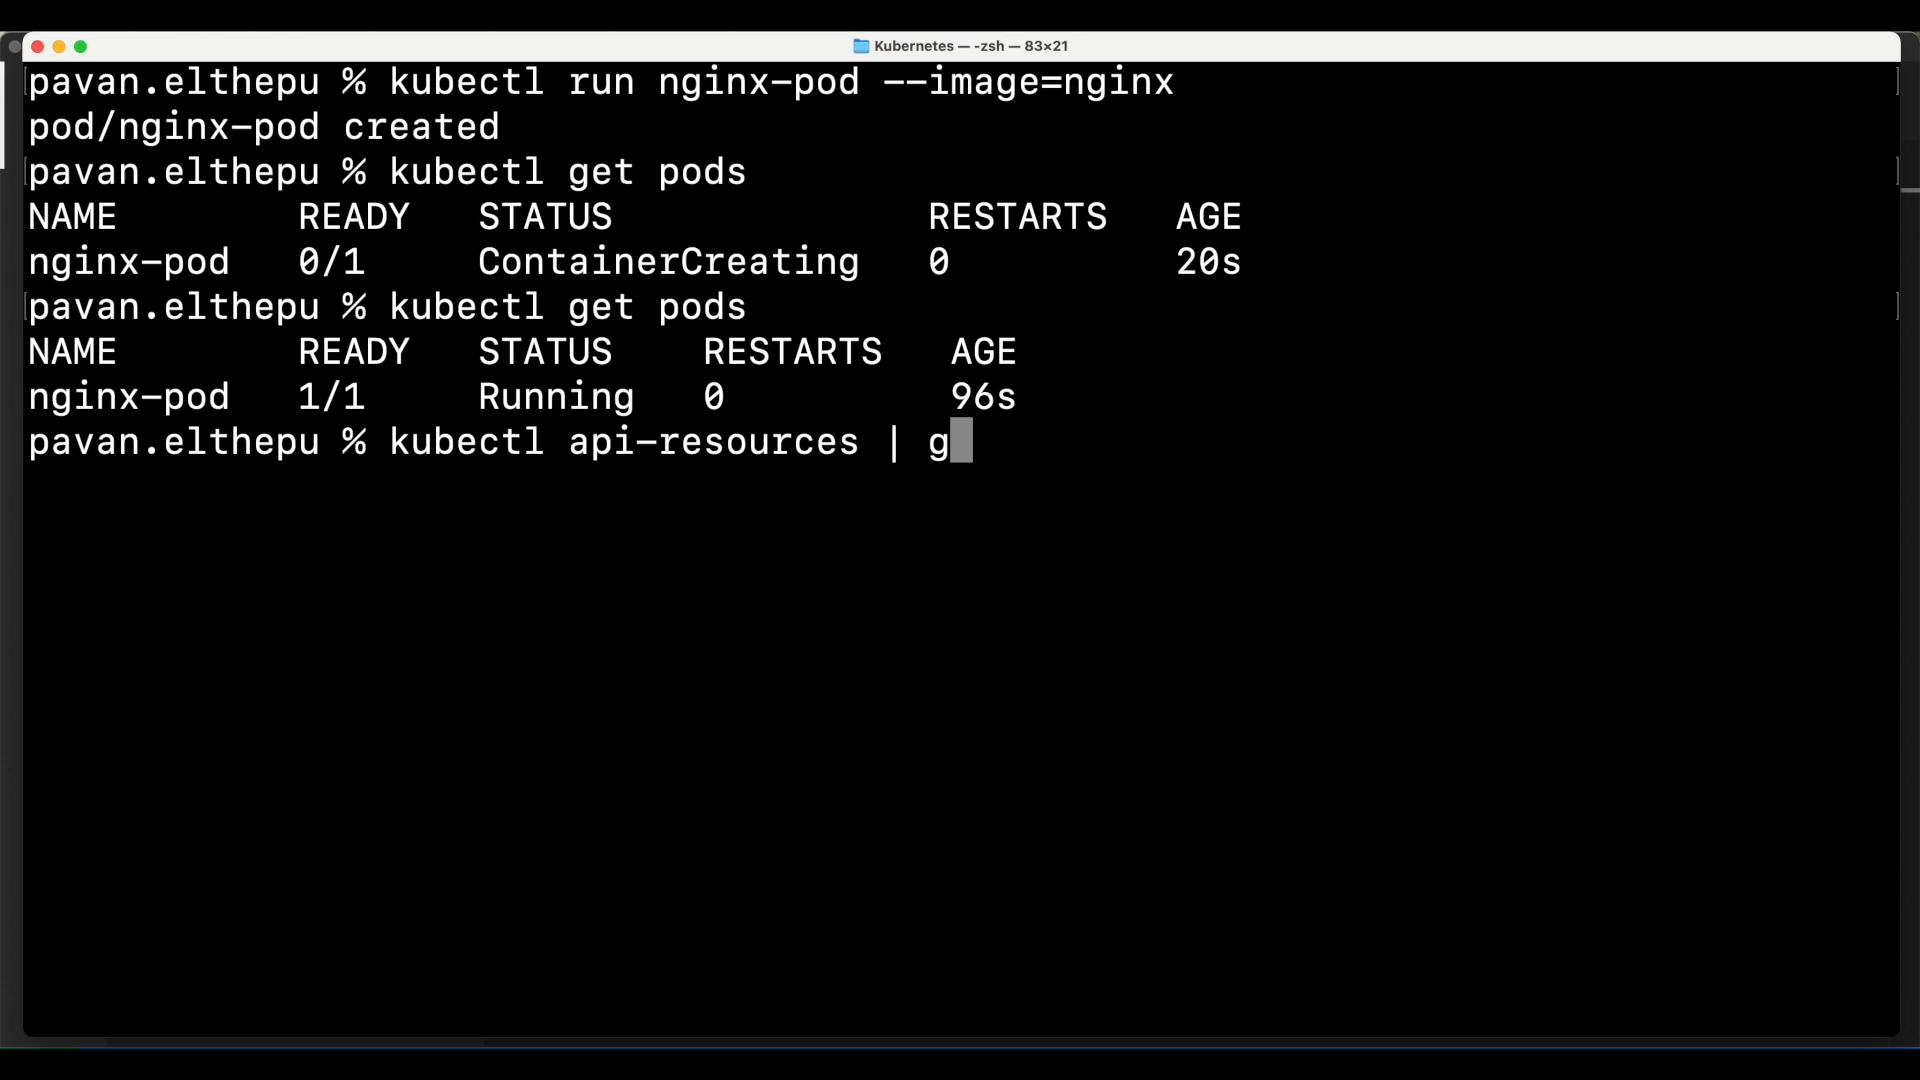 Kubernetes — -zsh — 83×21
pavan.elthepu % kubectl run nginx-pod --image=nginx
pod/nginx-pod created
pavan.elthepu % kubectl get pods
NAME        READY   STATUS              RESTARTS   AGE
nginx-pod   0/1     ContainerCreating   0          20s
pavan.elthepu % kubectl get pods
NAME        READY   STATUS    RESTARTS   AGE
nginx-pod   1/1     Running   0          96s
pavan.elthepu % kubectl api-resources | g